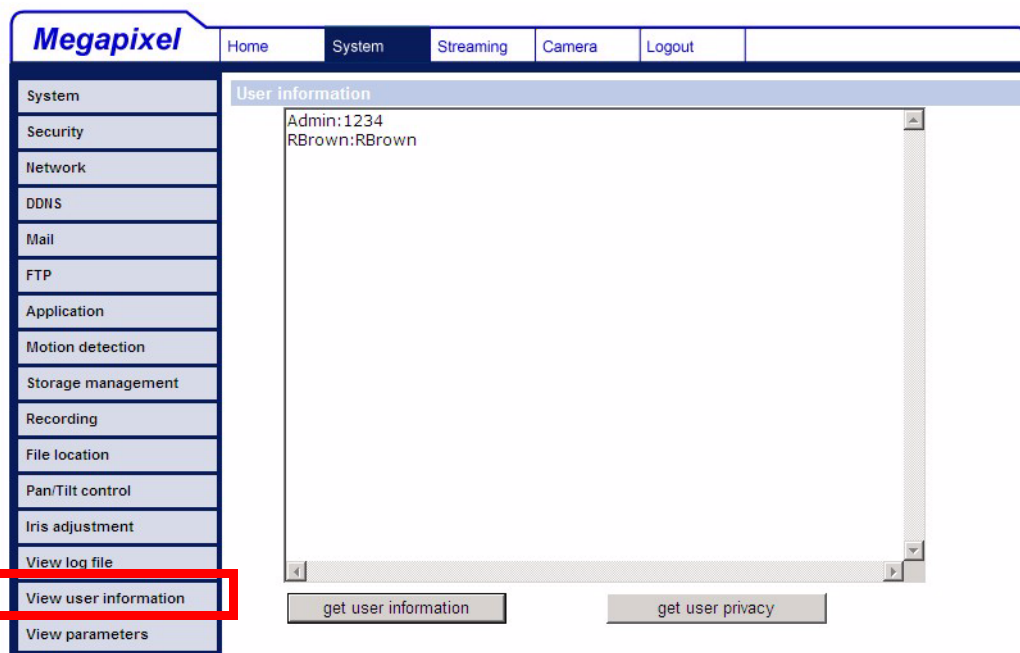 Megapixel
Home System Streaming Camera Logout
System
Security
Network
DDNS
Mail
FTP
Application
Motion detection
Storage management
Recording
File location
Pan/Tilt control
Iris adjustment
View log file
View user information
View parameters
User information
Admin:1234
RBrown:RBrown
get user information get user privacy